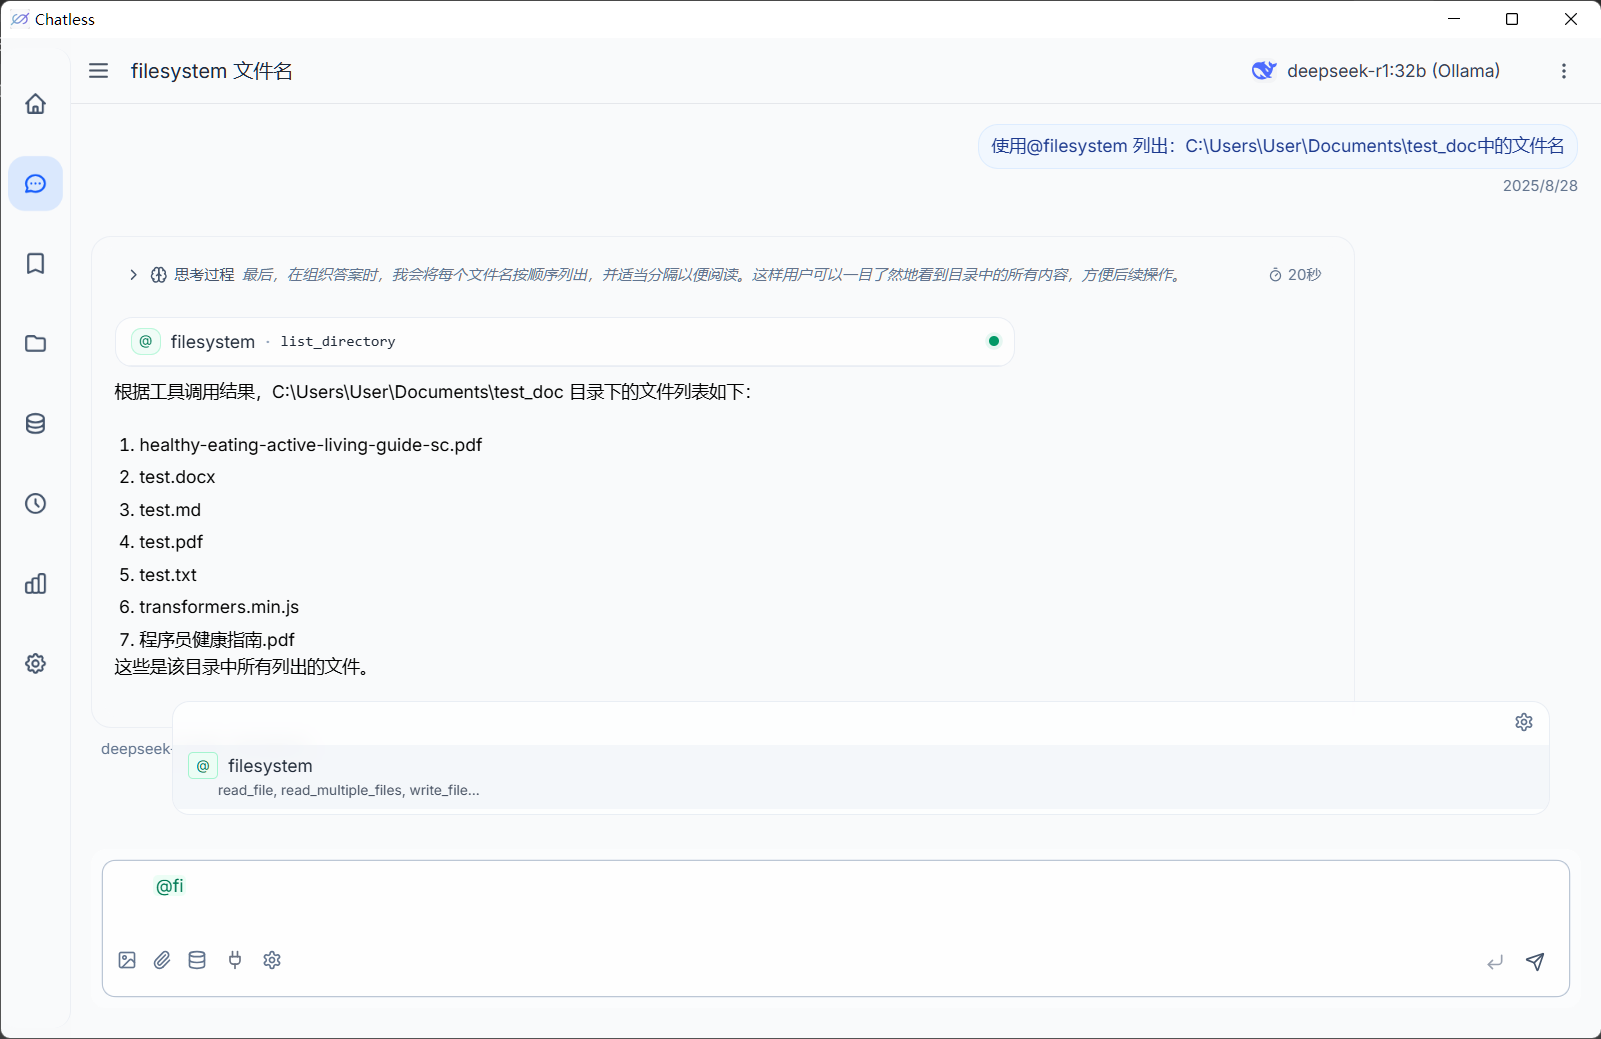 Chatless
filesystem 文件名
deepseek-r1:32b (Ollama)
使用@filesystem 列出：C:\Users\User\Documents\test_doc中的文件名
2025/8/28
思考过程 最后，在组织答案时，我会将每个文件名按顺序列出，并适当分隔以便阅读。这样用户可以一目了然地看到目录中的所有内容，方便后续操作。 20秒
@ filesystem · list_directory
根据工具调用结果，C:\Users\User\Documents\test_doc 目录下的文件列表如下：
1. healthy-eating-active-living-guide-sc.pdf
2. test.docx
3. test.md
4. test.pdf
5. test.txt
6. transformers.min.js
7. 程序员健康指南.pdf
这些是该目录中所有列出的文件。
deepseek-
@ filesystem
read_file, read_multiple_files, write_file...
@fi